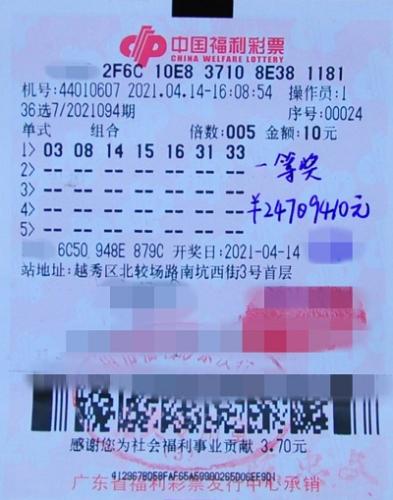 中国福利彩票
CHINA WELFARE LOTTERY
2F6C 10E8 3710 8E38 1181
机号:44010607 2021.04.14-16:08:54 操作员:1
36选7/2021094期 序号:00024
单式 组合 倍数:005 金额:10元
1> 03 08 14 15 16 31 33
一等奖
2> -- -- -- -- -- -- --
3> -- -- -- -- -- -- --
¥24709410元
4> -- -- -- -- -- -- --
5> -- -- -- -- -- -- --
6C50 948E 879C 开奖日:2021-04-14
站地址:越秀区北较场路南坑西街3号首层
感谢您为社会福利事业贡献 3.70元
广东省福利彩票发行中心承销